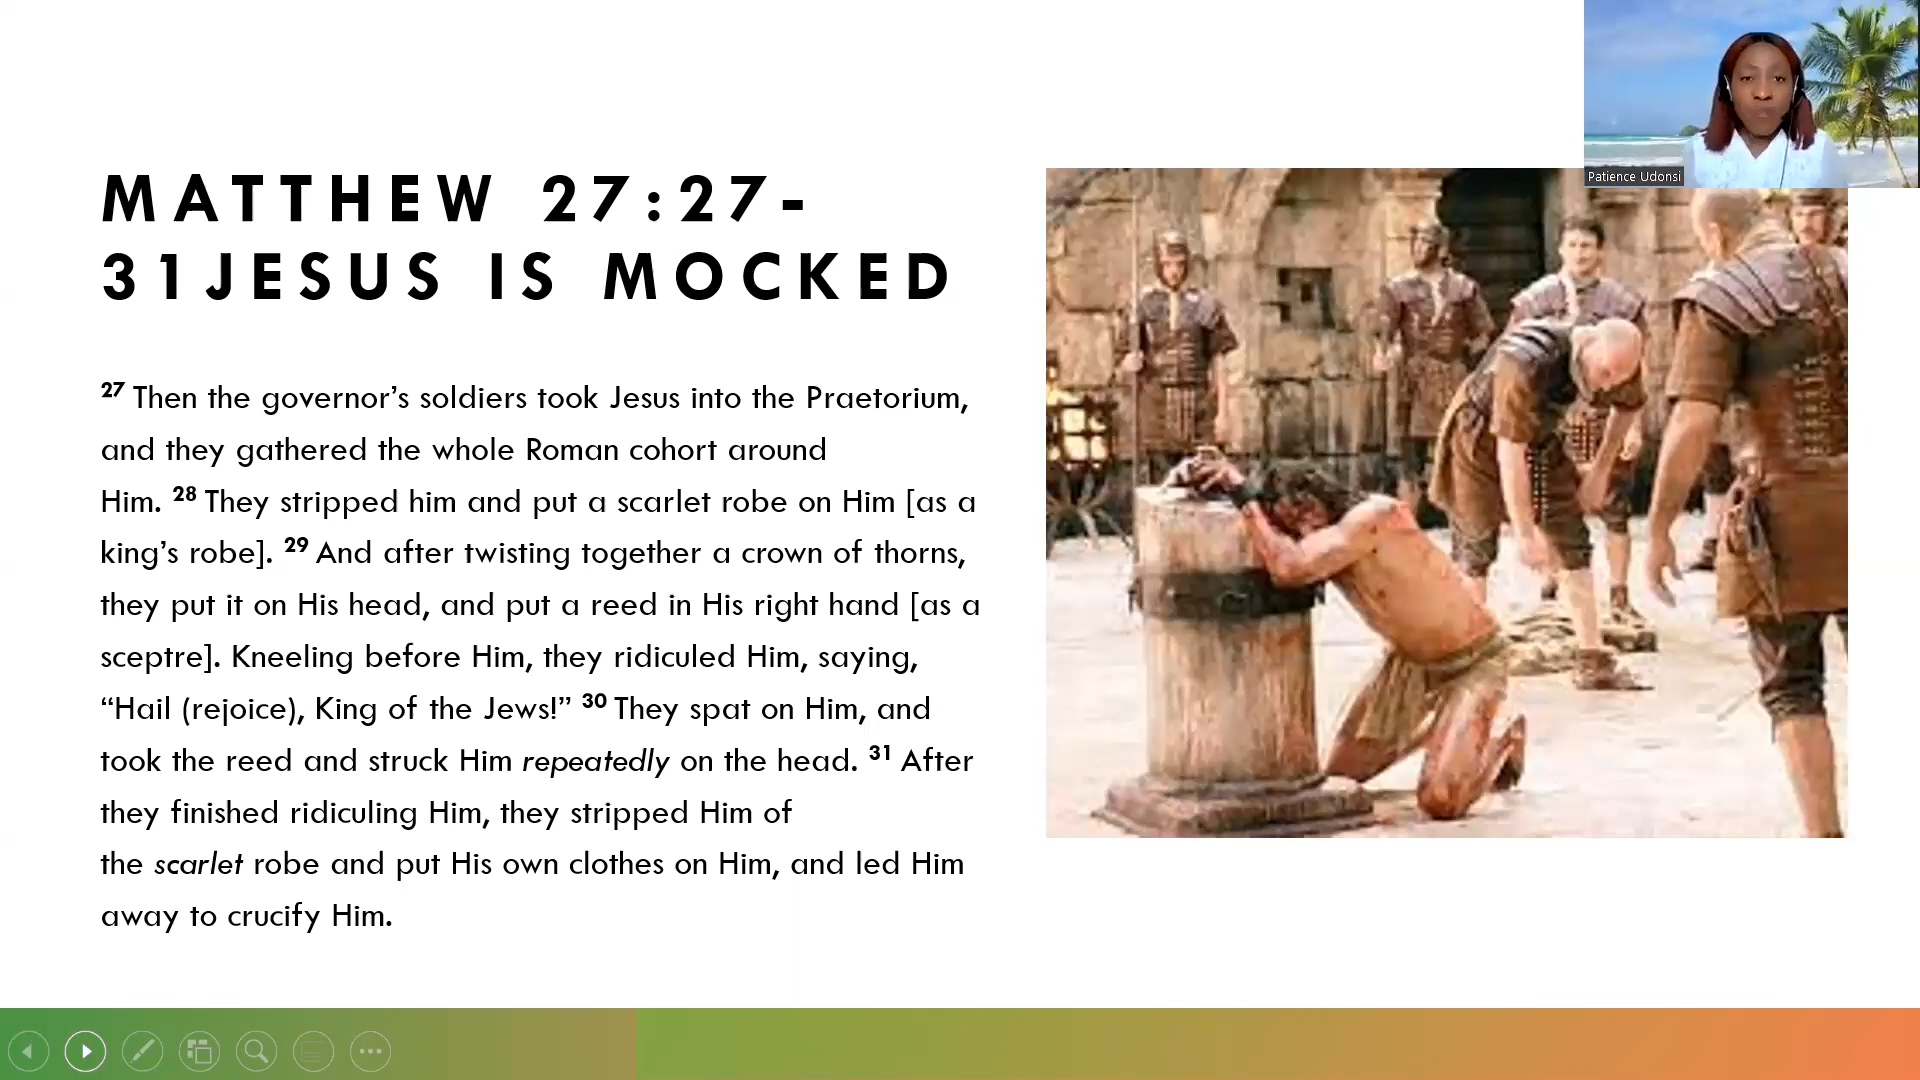 MATTHEW 27:27-
31JESUS IS MOCKED
27 Then the governor’s soldiers took Jesus into the Praetorium,
and they gathered the whole Roman cohort around
Him. 28 They stripped him and put a scarlet robe on Him [as a
king’s robe]. 29 And after twisting together a crown of thorns,
they put it on His head, and put a reed in His right hand [as a
sceptre]. Kneeling before Him, they ridiculed Him, saying,
“Hail (rejoice), King of the Jews!” 30 They spat on Him, and
took the reed and struck Him repeatedly on the head. 31 After
they finished ridiculing Him, they stripped Him of
the scarlet robe and put His own clothes on Him, and led Him
away to crucify Him.
Patience Udonsi